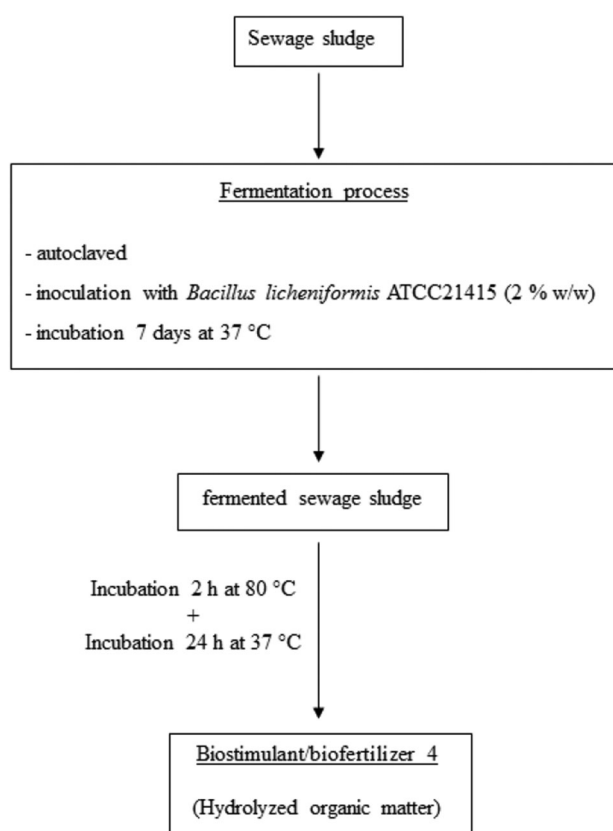 Sewage sludge
Fermentation process
- autoclaved
- inoculation with Bacillus licheniformis ATCC21415 (2 % w/w)
- incubation 7 days at 37 °C
fermented sewage sludge
Incubation 2 h at 80 °C
+
Incubation 24 h at 37 °C
Biostimulant/biofertilizer 4
(Hydrolyzed organic matter)